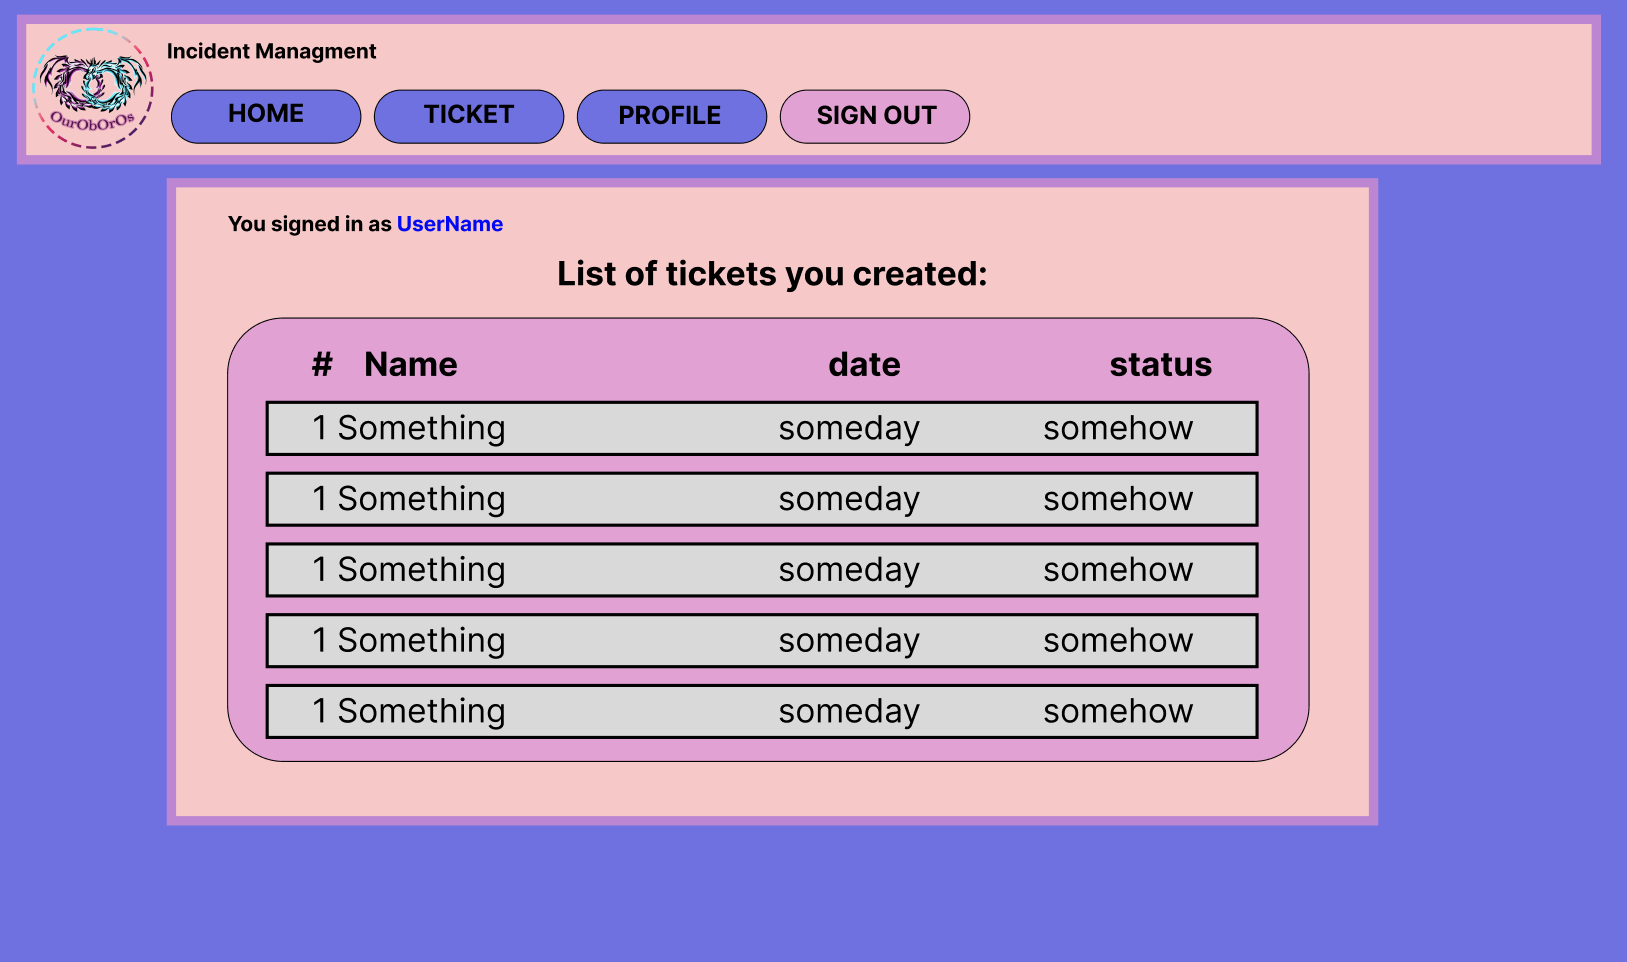 Incident Managment
HOME TICKET PROFILE SIGN OUT
OurObOrOs
You signed in as UserName
List of tickets you created:
# Name date status
1 Something someday somehow
1 Something someday somehow
1 Something someday somehow
1 Something someday somehow
1 Something someday somehow